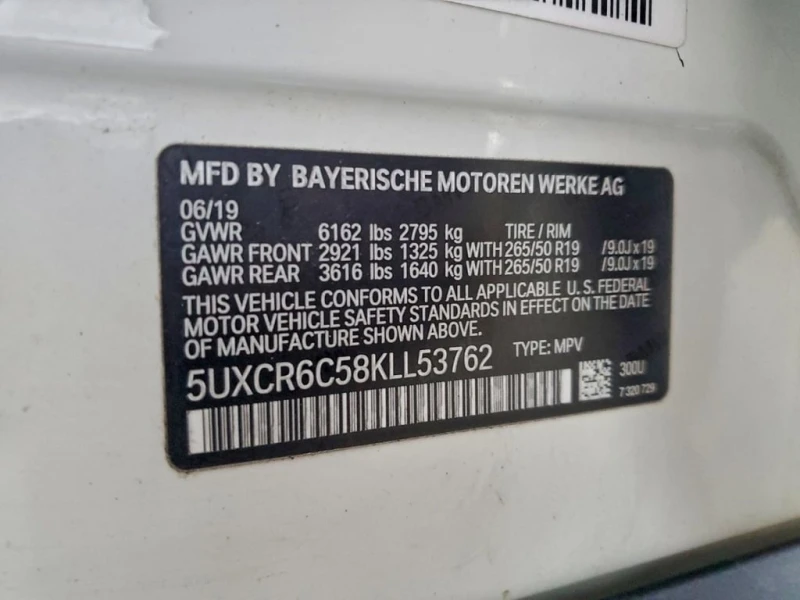 MFD BY BAYERISCHE MOTOREN WERKE AG
06/19
GVWR 6162 lbs 2795 kg TIRE / RIM
GAWR FRONT 2921 lbs 1325 kg WITH 265/50 R19 /9.0J x 19
GAWR REAR 3616 lbs 1640 kg WITH 265/50 R19 /9.0J x 19
THIS VEHICLE CONFORMS TO ALL APPLICABLE U. S. FEDERAL
MOTOR VEHICLE SAFETY STANDARDS IN EFFECT ON THE DATE
OF MANUFACTURE SHOWN ABOVE.
5UXCR6C58KLL53762 TYPE: MPV
300U
7 320 729